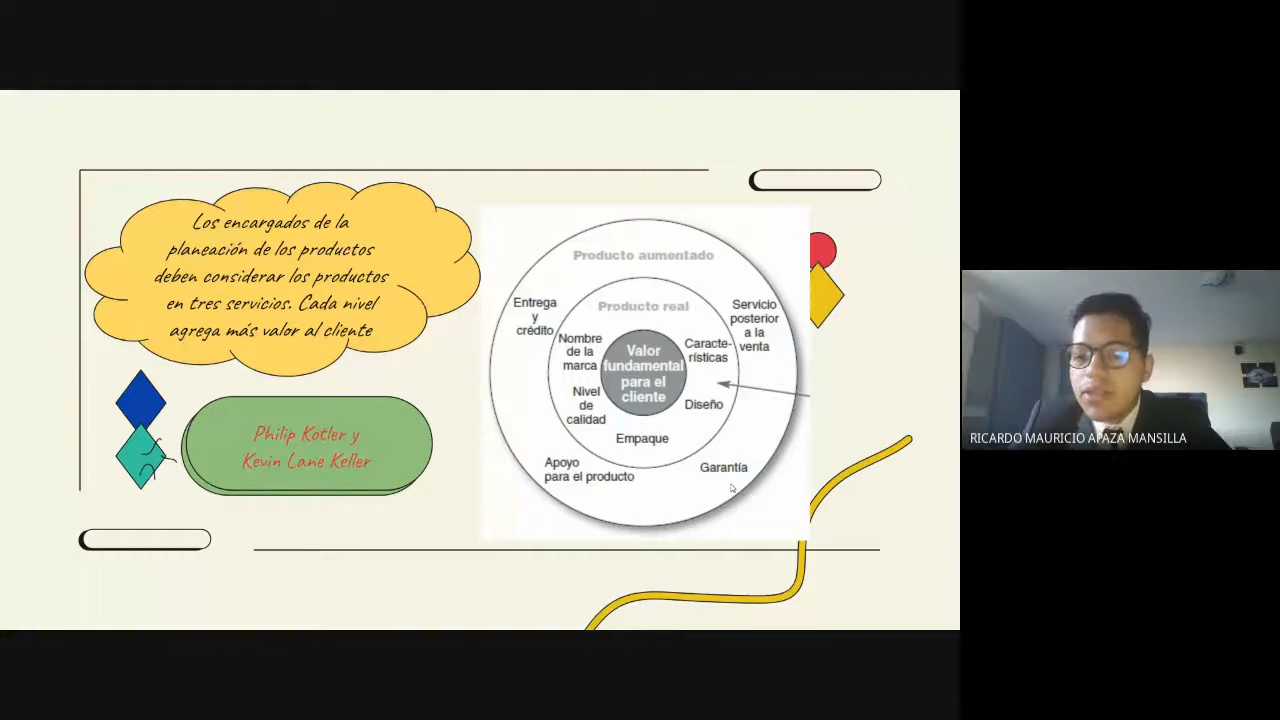 Los encargados de la
planeación de los productos
deben considerar los productos
en tres servicios. Cada nivel
agrega más valor al cliente
Philip Kotler y
Kevin Lane Keller
Producto aumentado
Producto real
Entrega
y
crédito
Servicio
posterior
a la
venta
Nombre
de la
marca
Caracte-
rísticas
Valor
fundamental
para el
cliente
Nivel
de
calidad
Diseño
Empaque
Apoyo
para el producto
Garantía
RICARDO MAURICIO APAZA MANSILLA